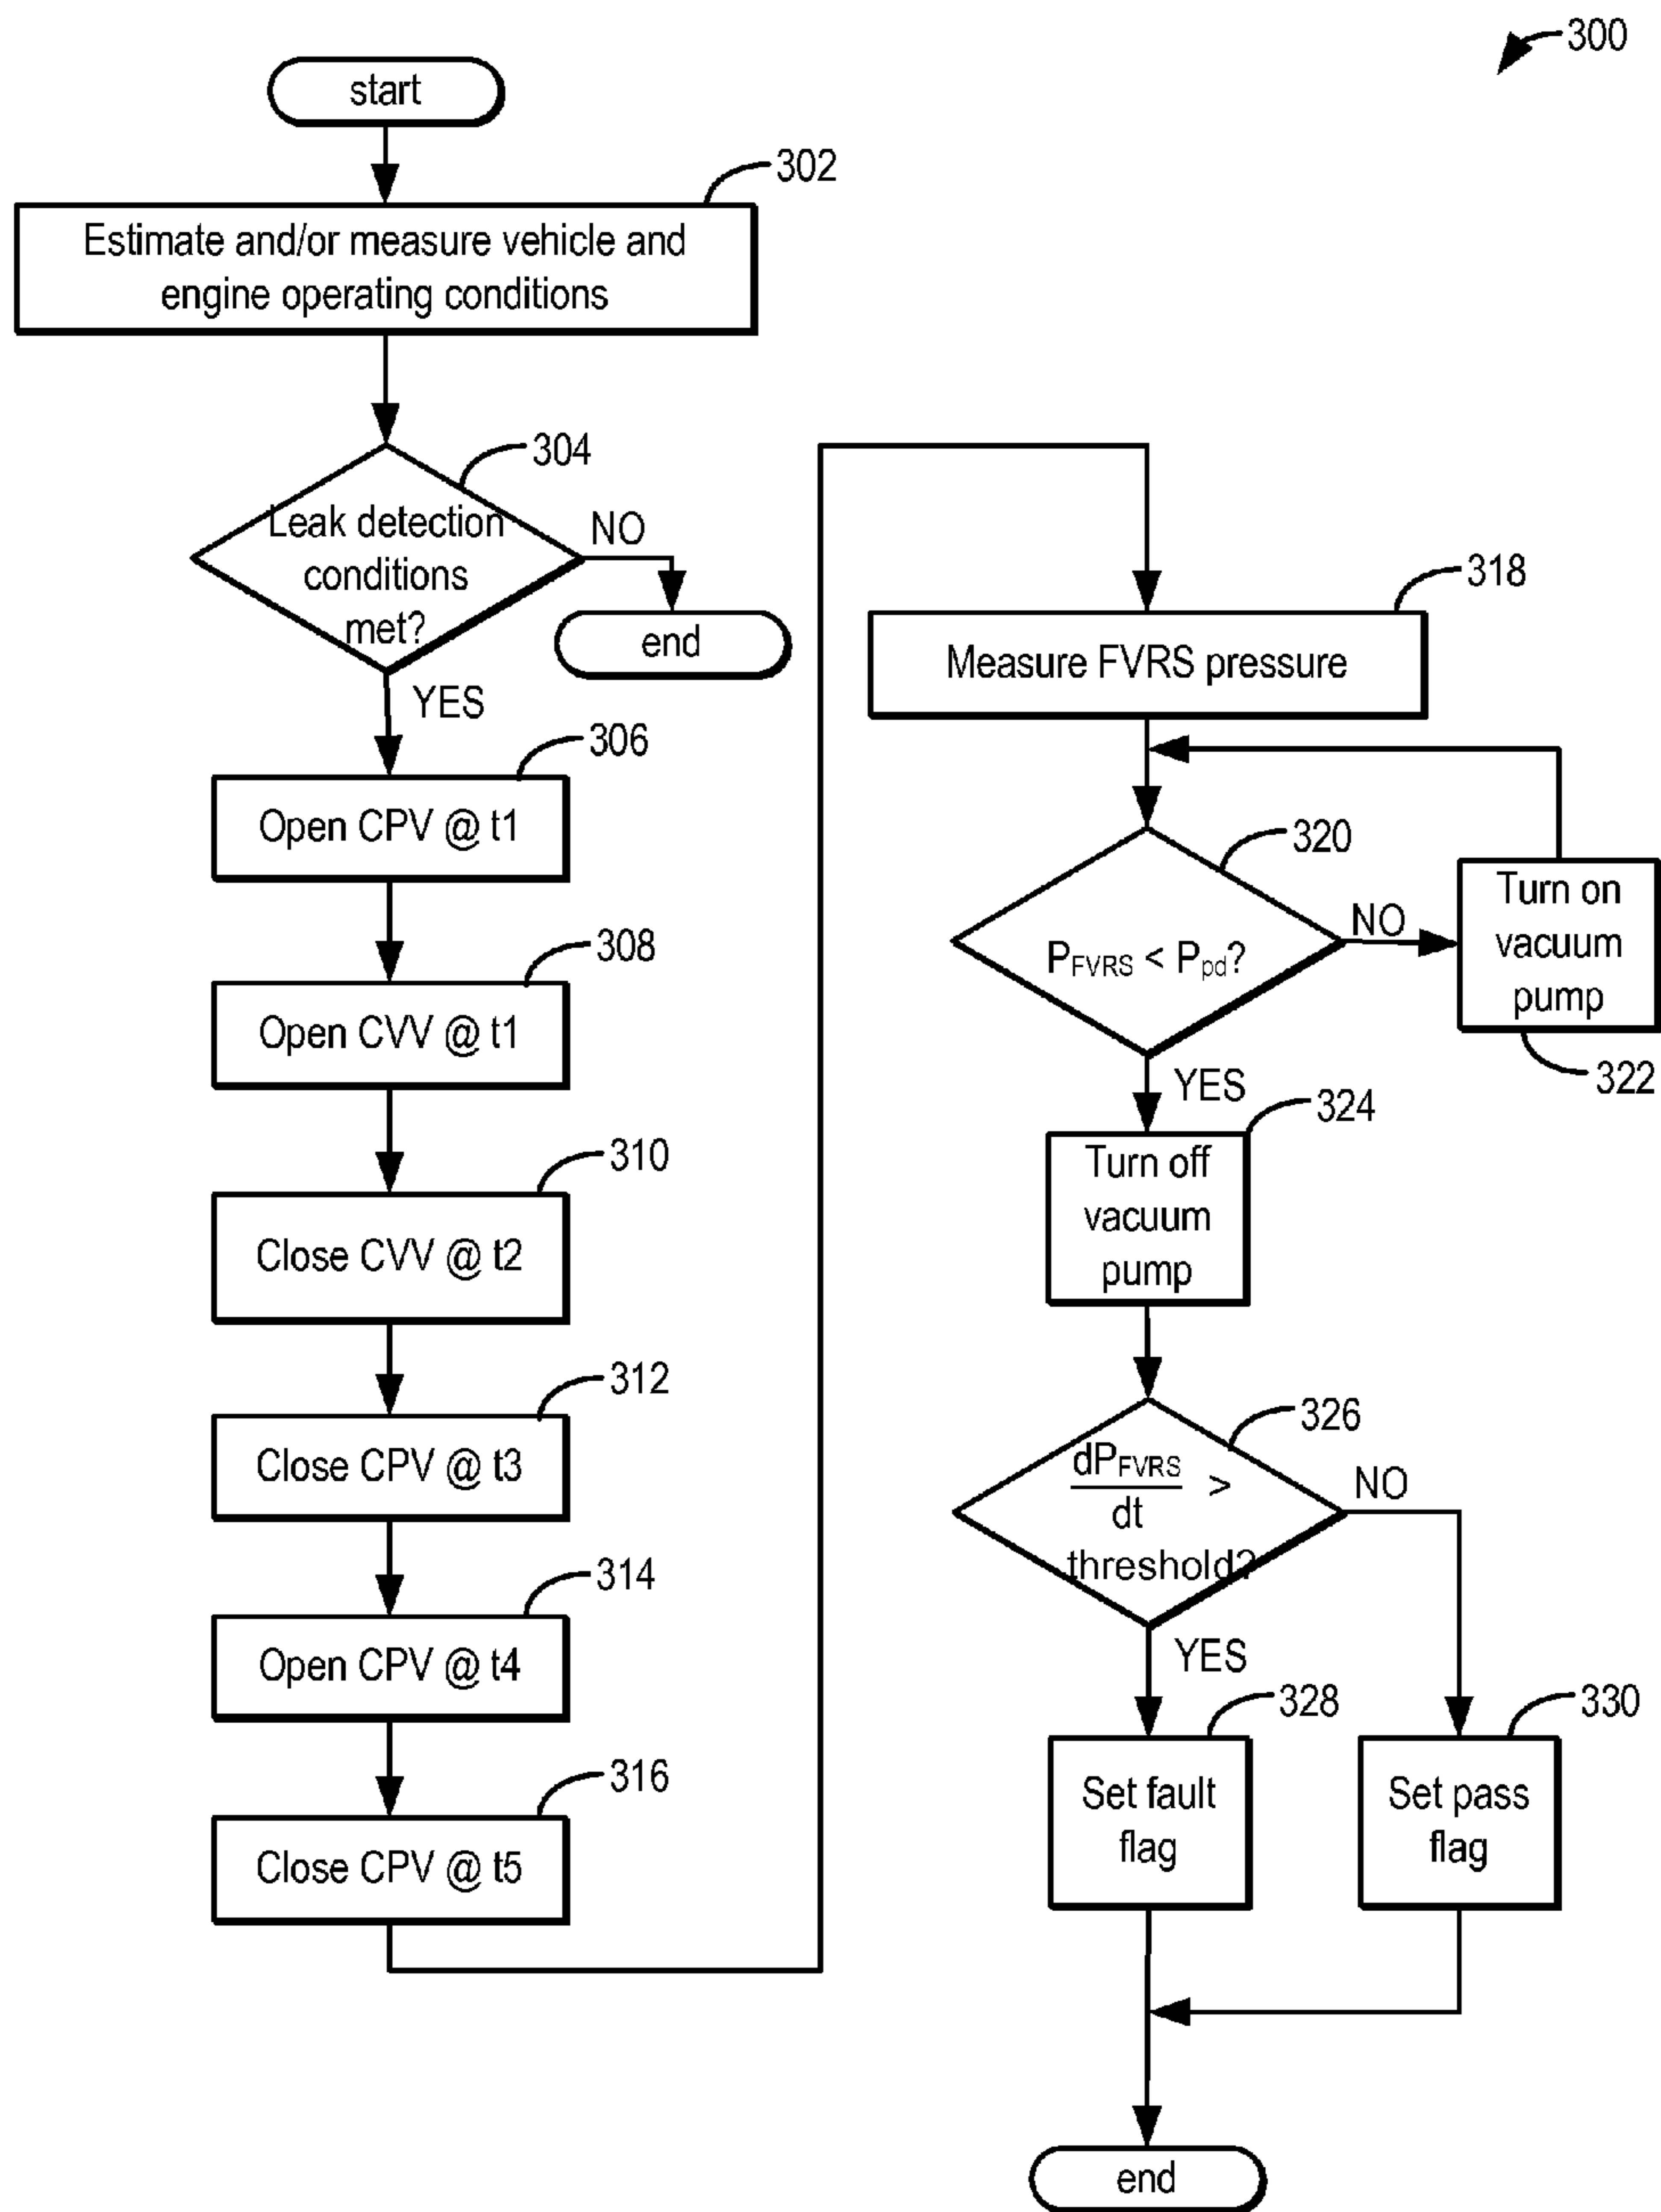 300
start
302
Estimate and/or measure vehicle and
engine operating conditions
304
Leak detection
conditions
met?
NO
end
YES
306
Open CPV @ t1
308
Open CVV @ t1
310
Close CVV @ t2
312
Close CPV @ t3
314
Open CPV @ t4
316
Close CPV @ t5
318
Measure FVRS pressure
320
PFVRS < Ppd?
NO
Turn on
vacuum
pump
322
YES
324
Turn off
vacuum
pump
326
dPFVRS
>
dt
threshold?
NO
YES
328
Set fault
flag
330
Set pass
flag
end